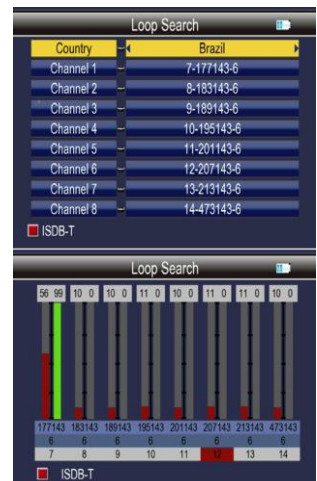 Loop Search
Country Brazil
Channel 1 7-177143-6
Channel 2 8-183143-6
Channel 3 9-189143-6
Channel 4 10-195143-6
Channel 5 11-201143-6
Channel 6 12-207143-6
Channel 7 13-213143-6
Channel 8 14-473143-6
ISDB-T
Loop Search
56 99 10 0 10 0 11 0 10 0 11 0 11 0 10 0
177143 183143 189143 195143 201143 207143 213143 473143
6 6 6 6 6 6 6 6
7 8 9 10 11 12 13 14
ISDB-T